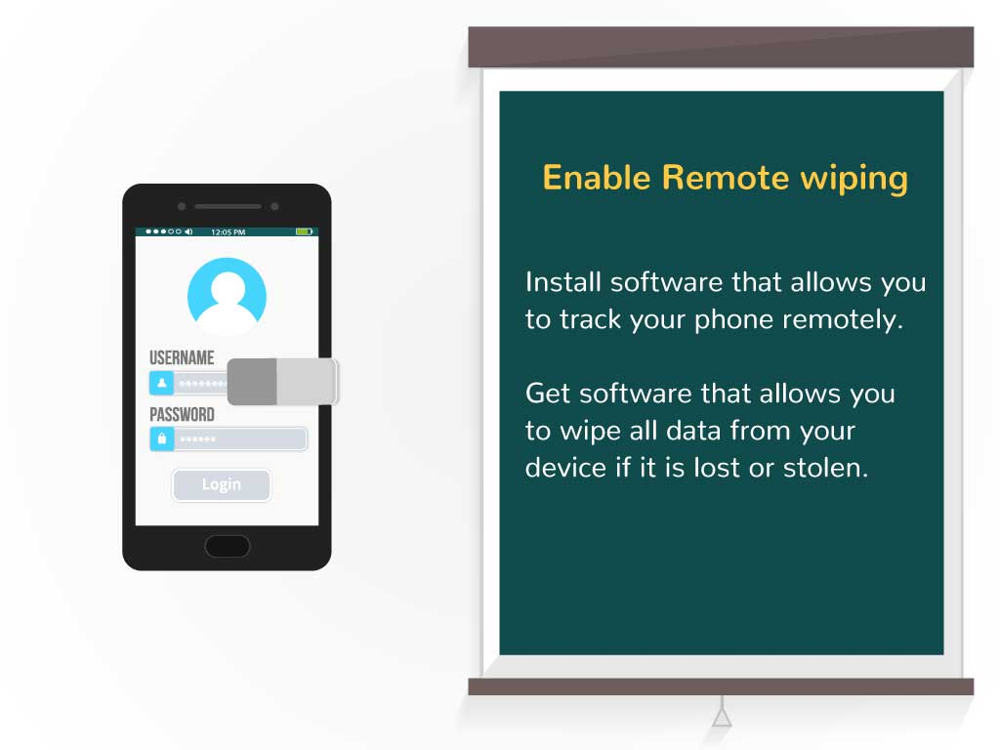 12:05 PM
USERNAME
********
PASSWORD
******
Login
Enable Remote wiping
Install software that allows you
to track your phone remotely.
Get software that allows you
to wipe all data from your
device if it is lost or stolen.